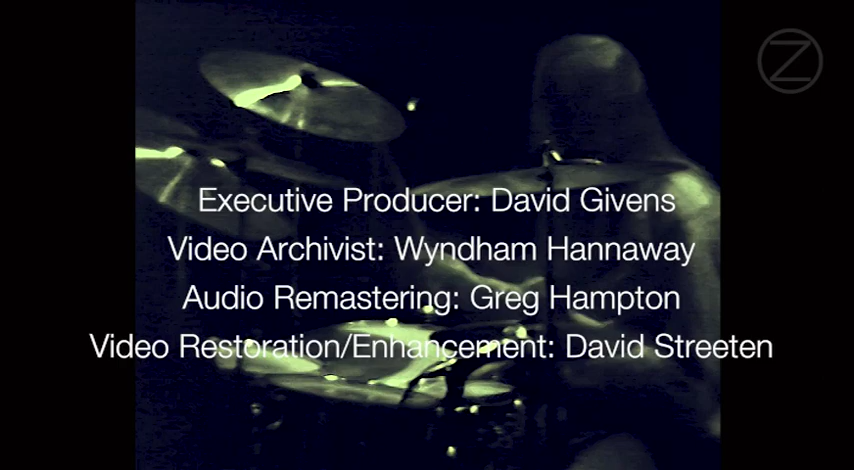 Z
Executive Producer: David Givens
Video Archivist: Wyndham Hannaway
Audio Remastering: Greg Hampton
Video Restoration/Enhancement: David Streeten